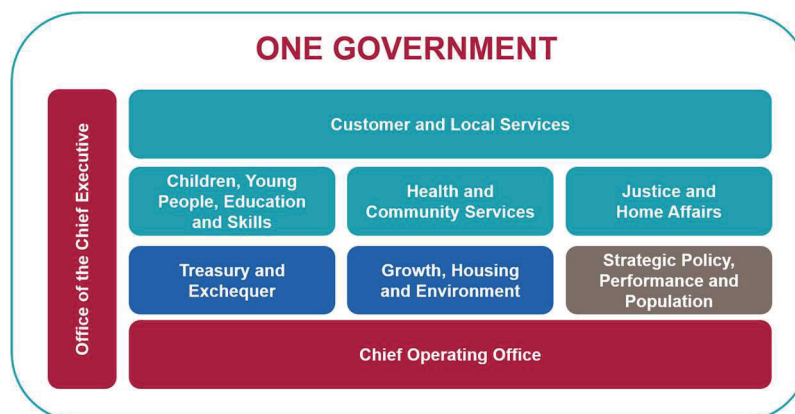 ONE GOVERNMENT
Office of the Chief Executive
Customer and Local Services
Children, Young
People, Education
and Skills
Health and
Community Services
Justice and
Home Affairs
Treasury and
Exchequer
Growth, Housing
and Environment
Strategic Policy,
Performance and
Population
Chief Operating Office